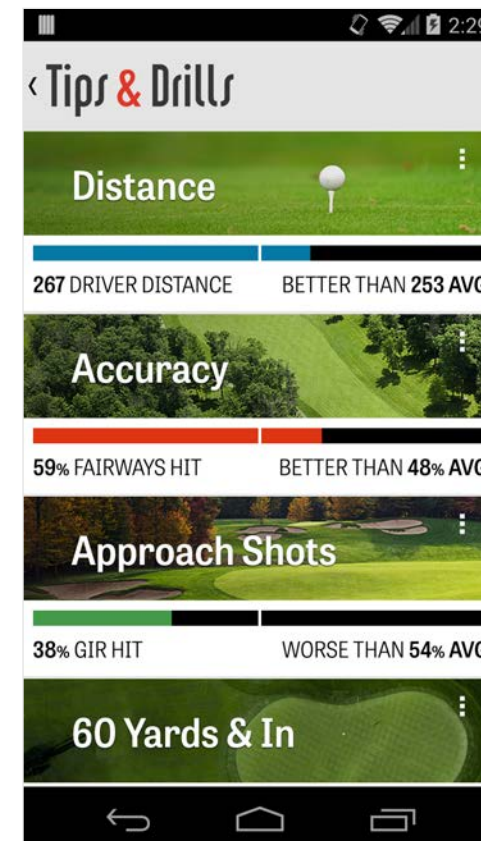 2:29
Tips & Drills
Distance
267 DRIVER DISTANCE BETTER THAN 253 AVG
Accuracy
59% FAIRWAYS HIT BETTER THAN 48% AVG
Approach Shots
38% GIR HIT WORSE THAN 54% AVG
60 Yards & In